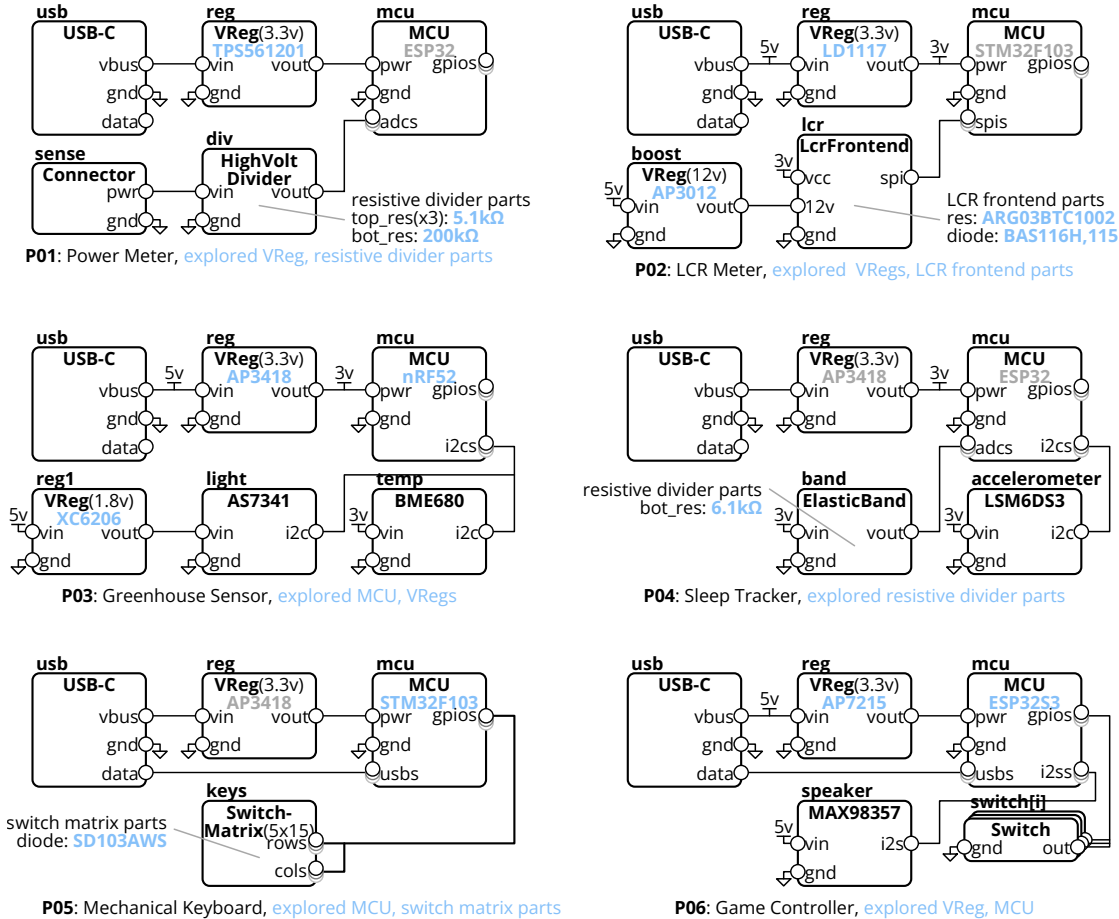 usb
USB-C
vbus
gnd
data
reg
VReg(3.3v)
TPS561201
vin
vout
gnd
mcu
MCU
ESP32
gpios
pwr
gnd
adcs
sense
Connector
pwr
gnd
div
HighVolt
Divider
vin
vout
gnd
resistive divider parts
top_res(x3): 5.1kΩ
bot_res: 200kΩ
P01: Power Meter, explored VReg, resistive divider parts
usb
USB-C
vbus
gnd
data
5v
reg
VReg(3.3v)
LD1117
vin
vout
gnd
3v
mcu
MCU
STM32F103
gpios
pwr
gnd
spis
boost
VReg(12v)
AP3012
5v
vin
vout
gnd
lcr
LcrFrontend
3v
vcc
spi
12v
gnd
LCR frontend parts
res: ARG03BTC1002
diode: BAS116H,115
P02: LCR Meter, explored  VRegs, LCR frontend parts
usb
USB-C
vbus
gnd
data
5v
reg
VReg(3.3v)
AP3418
vin
vout
gnd
3v
mcu
MCU
nRF52
gpios
pwr
gnd
i2cs
reg1
VReg(1.8v)
XC6206
5v
vin
vout
gnd
light
AS7341
vin
i2c
gnd
temp
BME680
3v
vin
i2c
gnd
P03: Greenhouse Sensor, explored MCU, VRegs
usb
USB-C
vbus
gnd
data
reg
VReg(3.3v)
AP3418
vin
vout
gnd
3v
mcu
MCU
ESP32
gpios
pwr
gnd
adcs
i2cs
resistive divider parts
bot_res: 6.1kΩ
band
ElasticBand
3v
vin
vout
gnd
accelerometer
LSM6DS3
3v
vin
i2c
gnd
P04: Sleep Tracker, explored resistive divider parts
usb
USB-C
vbus
gnd
data
reg
VReg(3.3v)
AP3418
vin
vout
gnd
mcu
MCU
STM32F103
gpios
pwr
gnd
usbs
keys
Switch-
Matrix(5x15)
rows
cols
switch matrix parts
diode: SD103AWS
P05: Mechanical Keyboard, explored MCU, switch matrix parts
usb
USB-C
vbus
gnd
data
5v
reg
VReg(3.3v)
AP7215
vin
vout
gnd
mcu
MCU
ESP32S3
gpios
pwr
gnd
usbs
i2ss
speaker
MAX98357
5v
vin
i2s
gnd
switch[i]
Switch
gnd
out
P06: Game Controller, explored VReg, MCU